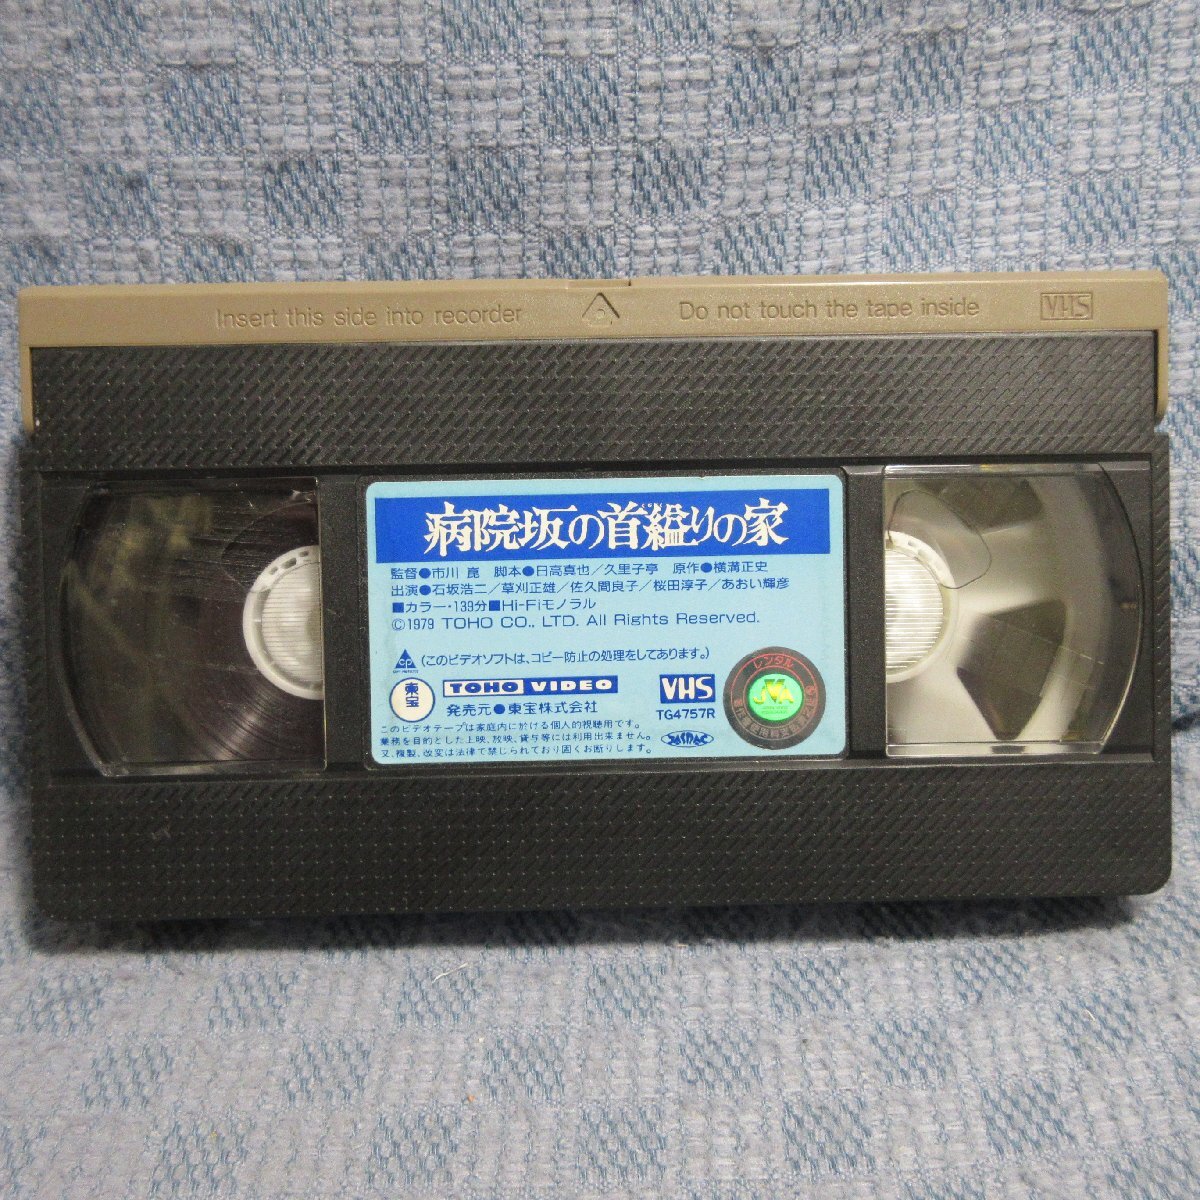 Insert this side into recorder
Do not touch the tape inside
VHS
病院坂の首縊りの家
監督●市川 崑 脚本●日高真也／久里子亭 原作●横溝正史
出演●石坂浩二／草刈正雄／佐久間良子／桜田淳子／あおい輝彦
■カラー・139分■Hi-Fiモノラル
©1979 TOHO CO., LTD. All Rights Reserved.
CP
(このビデオソフトは、コピー防止の処理をしてあります。)
東宝
TOHO VIDEO
発売元●東宝株式会社
VHS
TG4757R
レンタル
JVA
このビデオテープは家庭内に於ける個人的視聴用です。
業務を目的とした上映、放映、貸与等には利用出来ません。
又、複製、改変は法律で禁じられており固くお断りします。
JASRAC